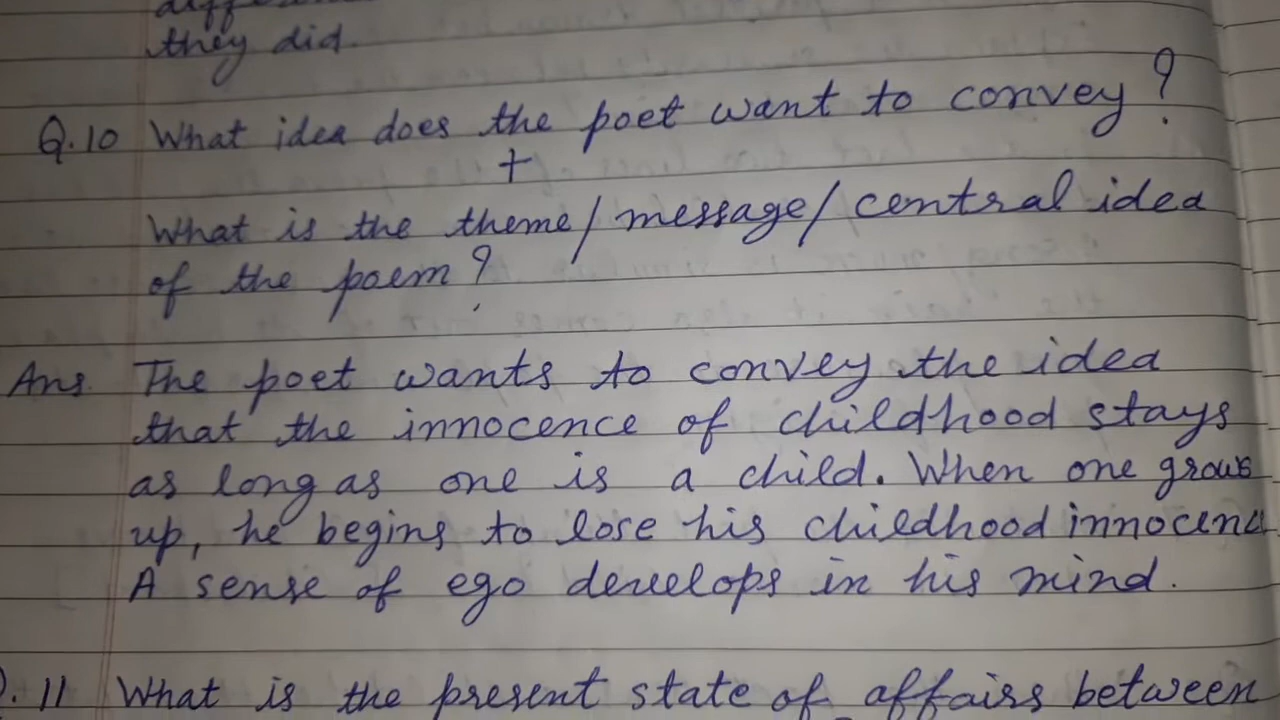 they did.
Q.10 What idea does the poet want to convey?
+
What is the theme/message/central idea
of the poem?
Ans. The poet wants to convey the idea
that the innocence of childhood stays
as long as one is a child. When one grows
up, he begins to lose his childhood
A sense of ego develops in his mind.
11 What is the present state of affairs between